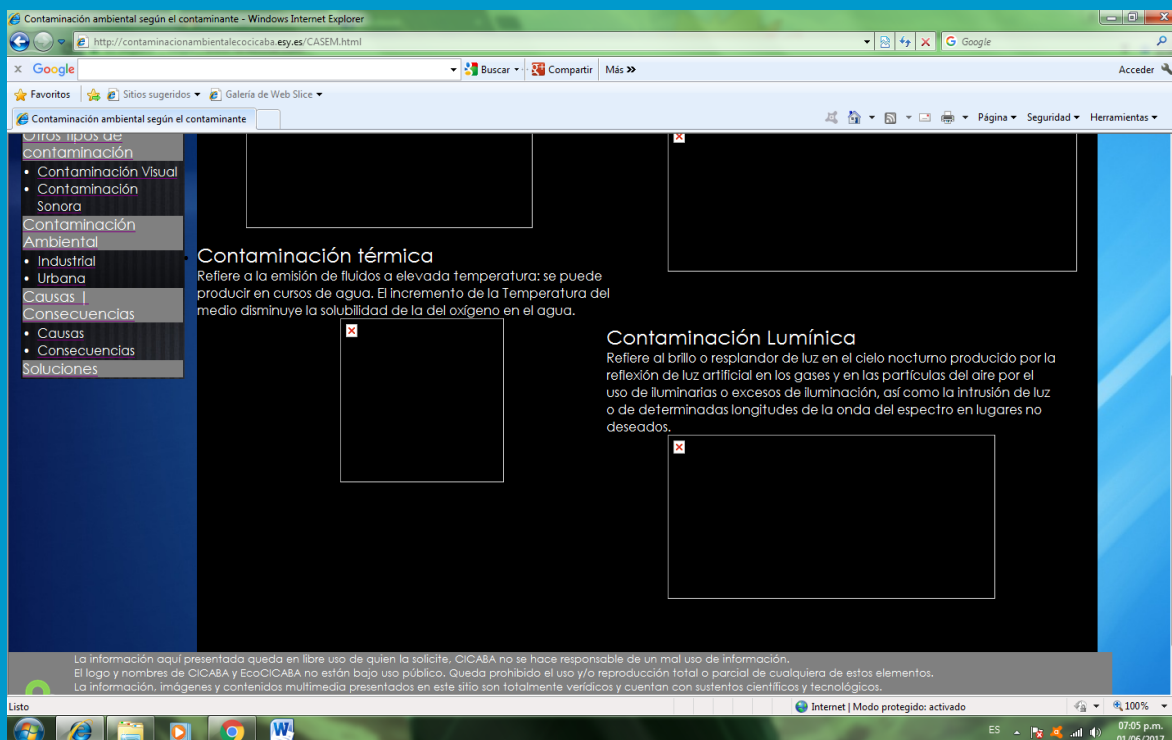 Contaminación ambiental según el contaminante - Windows Internet Explorer
http://contaminacionambientalecocicaba.esy.es/CASEM.html
G Google
x Google
Buscar
Compartir
Más »
Acceder
Favoritos
Sitios sugeridos
Galería de Web Slice
Contaminación ambiental según el contaminante
Página
Seguridad
Herramientas
Otros tipos de
contaminación
• Contaminación Visual
• Contaminación
Sonora
Contaminación
Ambiental
• Industrial
• Urbana
Causas |
Consecuencias
• Causas
• Consecuencias
Soluciones
Contaminación térmica
Refiere a la emisión de fluidos a elevada temperatura: se puede
producir en cursos de agua. El incremento de la Temperatura del
medio disminuye la solubilidad de la del oxígeno en el agua.
Contaminación Lumínica
Refiere al brillo o resplandor de luz en el cielo nocturno producido por la
reflexión de luz artificial en los gases y en las partículas del aire por el
uso de iluminarias o excesos de iluminación, así como la intrusión de luz
o de determinadas longitudes de la onda del espectro en lugares no
deseados.
La información aquí presentada queda en libre uso de quien la solicite, CICABA no se hace responsable de un mal uso de información.
El logo y nombres de CICABA y EcoCICABA no están bajo uso público. Queda prohibido el uso y/o reproducción total o parcial de cualquiera de estos elementos.
La información, imágenes y contenidos multimedia presentados en este sitio son totalmente verídicos y cuentan con sustentos científicos y tecnológicos.
Listo
Internet | Modo protegido: activado
100%
ES
07:05 p.m.
01/06/2017